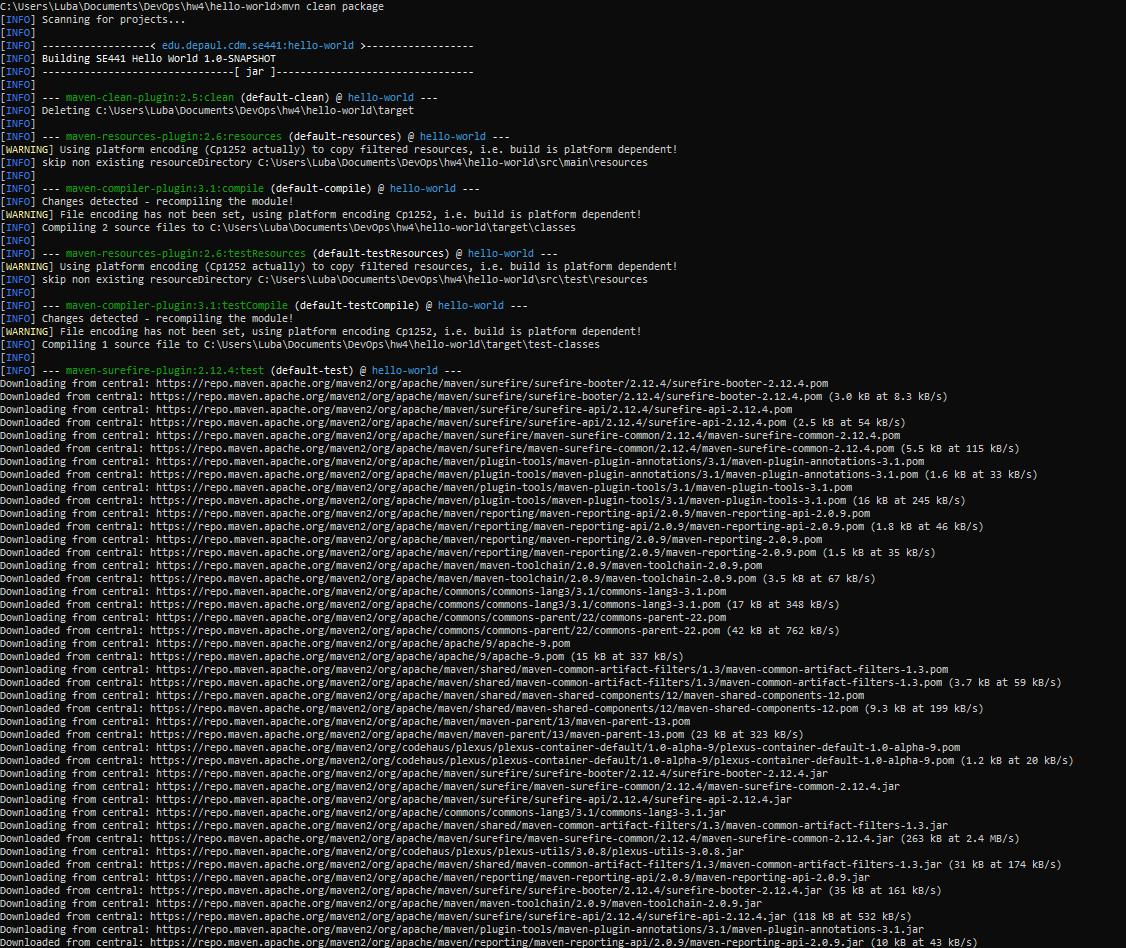 C:\Users\Luba\Documents\DevOps\hw4\hello-world>mvn clean package
[INFO] Scanning for projects...
[INFO]
[INFO] ------------------< edu.depaul.cdm.se441:hello-world >------------------
[INFO] Building SE441 Hello World 1.0-SNAPSHOT
[INFO] --------------------------------[ jar ]---------------------------------
[INFO]
[INFO] --- maven-clean-plugin:2.5:clean (default-clean) @ hello-world ---
[INFO] Deleting C:\Users\Luba\Documents\DevOps\hw4\hello-world\target
[INFO]
[INFO] --- maven-resources-plugin:2.6:resources (default-resources) @ hello-world ---
[WARNING] Using platform encoding (Cp1252 actually) to copy filtered resources, i.e. build is platform dependent!
[INFO] skip non existing resourceDirectory C:\Users\Luba\Documents\DevOps\hw4\hello-world\src\main\resources
[INFO]
[INFO] --- maven-compiler-plugin:3.1:compile (default-compile) @ hello-world ---
[INFO] Changes detected - recompiling the module!
[WARNING] File encoding has not been set, using platform encoding Cp1252, i.e. build is platform dependent!
[INFO] Compiling 2 source files to C:\Users\Luba\Documents\DevOps\hw4\hello-world\target\classes
[INFO]
[INFO] --- maven-resources-plugin:2.6:testResources (default-testResources) @ hello-world ---
[WARNING] Using platform encoding (Cp1252 actually) to copy filtered resources, i.e. build is platform dependent!
[INFO] skip non existing resourceDirectory C:\Users\Luba\Documents\DevOps\hw4\hello-world\src\test\resources
[INFO]
[INFO] --- maven-compiler-plugin:3.1:testCompile (default-testCompile) @ hello-world ---
[INFO] Changes detected - recompiling the module!
[WARNING] File encoding has not been set, using platform encoding Cp1252, i.e. build is platform dependent!
[INFO] Compiling 1 source file to C:\Users\Luba\Documents\DevOps\hw4\hello-world\target\test-classes
[INFO]
[INFO] --- maven-surefire-plugin:2.12.4:test (default-test) @ hello-world ---
Downloading from central: https://repo.maven.apache.org/maven2/org/apache/maven/surefire/surefire-booter/2.12.4/surefire-booter-2.12.4.pom
Downloaded from central: https://repo.maven.apache.org/maven2/org/apache/maven/surefire/surefire-booter/2.12.4/surefire-booter-2.12.4.pom (3.0 kB at 8.3 kB/s)
Downloading from central: https://repo.maven.apache.org/maven2/org/apache/maven/surefire/surefire-api/2.12.4/surefire-api-2.12.4.pom
Downloaded from central: https://repo.maven.apache.org/maven2/org/apache/maven/surefire/surefire-api/2.12.4/surefire-api-2.12.4.pom (2.5 kB at 54 kB/s)
Downloading from central: https://repo.maven.apache.org/maven2/org/apache/maven/surefire/maven-surefire-common/2.12.4/maven-surefire-common-2.12.4.pom
Downloaded from central: https://repo.maven.apache.org/maven2/org/apache/maven/surefire/maven-surefire-common/2.12.4/maven-surefire-common-2.12.4.pom (5.5 kB at 115 kB/s)
Downloading from central: https://repo.maven.apache.org/maven2/org/apache/maven/plugin-tools/maven-plugin-annotations/3.1/maven-plugin-annotations-3.1.pom
Downloaded from central: https://repo.maven.apache.org/maven2/org/apache/maven/plugin-tools/maven-plugin-annotations/3.1/maven-plugin-annotations-3.1.pom (1.6 kB at 33 kB/s)
Downloading from central: https://repo.maven.apache.org/maven2/org/apache/maven/plugin-tools/maven-plugin-tools/3.1/maven-plugin-tools-3.1.pom
Downloaded from central: https://repo.maven.apache.org/maven2/org/apache/maven/plugin-tools/maven-plugin-tools/3.1/maven-plugin-tools-3.1.pom (16 kB at 245 kB/s)
Downloading from central: https://repo.maven.apache.org/maven2/org/apache/maven/reporting/maven-reporting-api/2.0.9/maven-reporting-api-2.0.9.pom
Downloaded from central: https://repo.maven.apache.org/maven2/org/apache/maven/reporting/maven-reporting-api/2.0.9/maven-reporting-api-2.0.9.pom (1.8 kB at 46 kB/s)
Downloading from central: https://repo.maven.apache.org/maven2/org/apache/maven/reporting/maven-reporting/2.0.9/maven-reporting-2.0.9.pom
Downloaded from central: https://repo.maven.apache.org/maven2/org/apache/maven/reporting/maven-reporting/2.0.9/maven-reporting-2.0.9.pom (1.5 kB at 35 kB/s)
Downloading from central: https://repo.maven.apache.org/maven2/org/apache/maven/maven-toolchain/2.0.9/maven-toolchain-2.0.9.pom
Downloaded from central: https://repo.maven.apache.org/maven2/org/apache/maven/maven-toolchain/2.0.9/maven-toolchain-2.0.9.pom (3.5 kB at 67 kB/s)
Downloading from central: https://repo.maven.apache.org/maven2/org/apache/commons/commons-lang3/3.1/commons-lang3-3.1.pom
Downloaded from central: https://repo.maven.apache.org/maven2/org/apache/commons/commons-lang3/3.1/commons-lang3-3.1.pom (17 kB at 348 kB/s)
Downloading from central: https://repo.maven.apache.org/maven2/org/apache/commons/commons-parent/22/commons-parent-22.pom
Downloaded from central: https://repo.maven.apache.org/maven2/org/apache/commons/commons-parent/22/commons-parent-22.pom (42 kB at 762 kB/s)
Downloading from central: https://repo.maven.apache.org/maven2/org/apache/apache/9/apache-9.pom
Downloaded from central: https://repo.maven.apache.org/maven2/org/apache/apache/9/apache-9.pom (15 kB at 337 kB/s)
Downloading from central: https://repo.maven.apache.org/maven2/org/apache/maven/shared/maven-common-artifact-filters/1.3/maven-common-artifact-filters-1.3.pom
Downloaded from central: https://repo.maven.apache.org/maven2/org/apache/maven/shared/maven-common-artifact-filters/1.3/maven-common-artifact-filters-1.3.pom (3.7 kB at 59 kB/s)
Downloading from central: https://repo.maven.apache.org/maven2/org/apache/maven/shared/maven-shared-components/12/maven-shared-components-12.pom
Downloaded from central: https://repo.maven.apache.org/maven2/org/apache/maven/shared/maven-shared-components/12/maven-shared-components-12.pom (9.3 kB at 199 kB/s)
Downloading from central: https://repo.maven.apache.org/maven2/org/apache/maven/maven-parent/13/maven-parent-13.pom
Downloaded from central: https://repo.maven.apache.org/maven2/org/apache/maven/maven-parent/13/maven-parent-13.pom (23 kB at 323 kB/s)
Downloading from central: https://repo.maven.apache.org/maven2/org/codehaus/plexus/plexus-container-default/1.0-alpha-9/plexus-container-default-1.0-alpha-9.pom
Downloaded from central: https://repo.maven.apache.org/maven2/org/codehaus/plexus/plexus-container-default/1.0-alpha-9/plexus-container-default-1.0-alpha-9.pom (1.2 kB at 20 kB/s)
Downloading from central: https://repo.maven.apache.org/maven2/org/apache/maven/surefire/surefire-booter/2.12.4/surefire-booter-2.12.4.jar
Downloading from central: https://repo.maven.apache.org/maven2/org/apache/maven/surefire/maven-surefire-common/2.12.4/maven-surefire-common-2.12.4.jar
Downloading from central: https://repo.maven.apache.org/maven2/org/apache/maven/surefire/surefire-api/2.12.4/surefire-api-2.12.4.jar
Downloading from central: https://repo.maven.apache.org/maven2/org/apache/commons/commons-lang3/3.1/commons-lang3-3.1.jar
Downloading from central: https://repo.maven.apache.org/maven2/org/apache/maven/shared/maven-common-artifact-filters/1.3/maven-common-artifact-filters-1.3.jar
Downloaded from central: https://repo.maven.apache.org/maven2/org/apache/maven/surefire/maven-surefire-common/2.12.4/maven-surefire-common-2.12.4.jar (263 kB at 2.4 MB/s)
Downloading from central: https://repo.maven.apache.org/maven2/org/codehaus/plexus/plexus-utils/3.0.8/plexus-utils-3.0.8.jar
Downloaded from central: https://repo.maven.apache.org/maven2/org/apache/maven/shared/maven-common-artifact-filters/1.3/maven-common-artifact-filters-1.3.jar (31 kB at 174 kB/s)
Downloading from central: https://repo.maven.apache.org/maven2/org/apache/maven/reporting/maven-reporting-api/2.0.9/maven-reporting-api-2.0.9.jar
Downloaded from central: https://repo.maven.apache.org/maven2/org/apache/maven/surefire/surefire-booter/2.12.4/surefire-booter-2.12.4.jar (35 kB at 161 kB/s)
Downloading from central: https://repo.maven.apache.org/maven2/org/apache/maven/maven-toolchain/2.0.9/maven-toolchain-2.0.9.jar
Downloaded from central: https://repo.maven.apache.org/maven2/org/apache/maven/surefire/surefire-api/2.12.4/surefire-api-2.12.4.jar (118 kB at 532 kB/s)
Downloading from central: https://repo.maven.apache.org/maven2/org/apache/maven/plugin-tools/maven-plugin-annotations/3.1/maven-plugin-annotations-3.1.jar
Downloaded from central: https://repo.maven.apache.org/maven2/org/apache/maven/reporting/maven-reporting-api/2.0.9/maven-reporting-api-2.0.9.jar (10 kB at 43 kB/s)